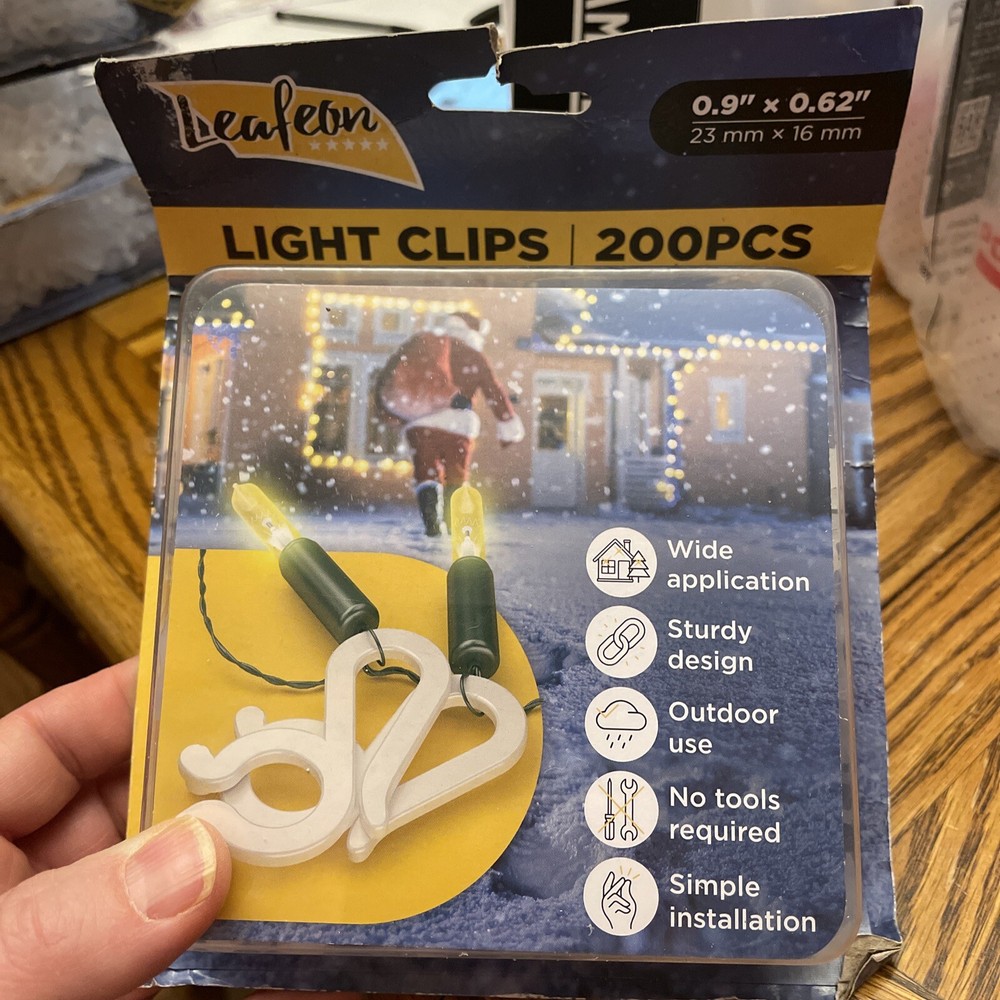 Leafeon
0.9" × 0.62"
23 mm × 16 mm
LIGHT CLIPS | 200PCS
Wide
application
Sturdy
design
Outdoor
use
No tools
required
Simple
installation